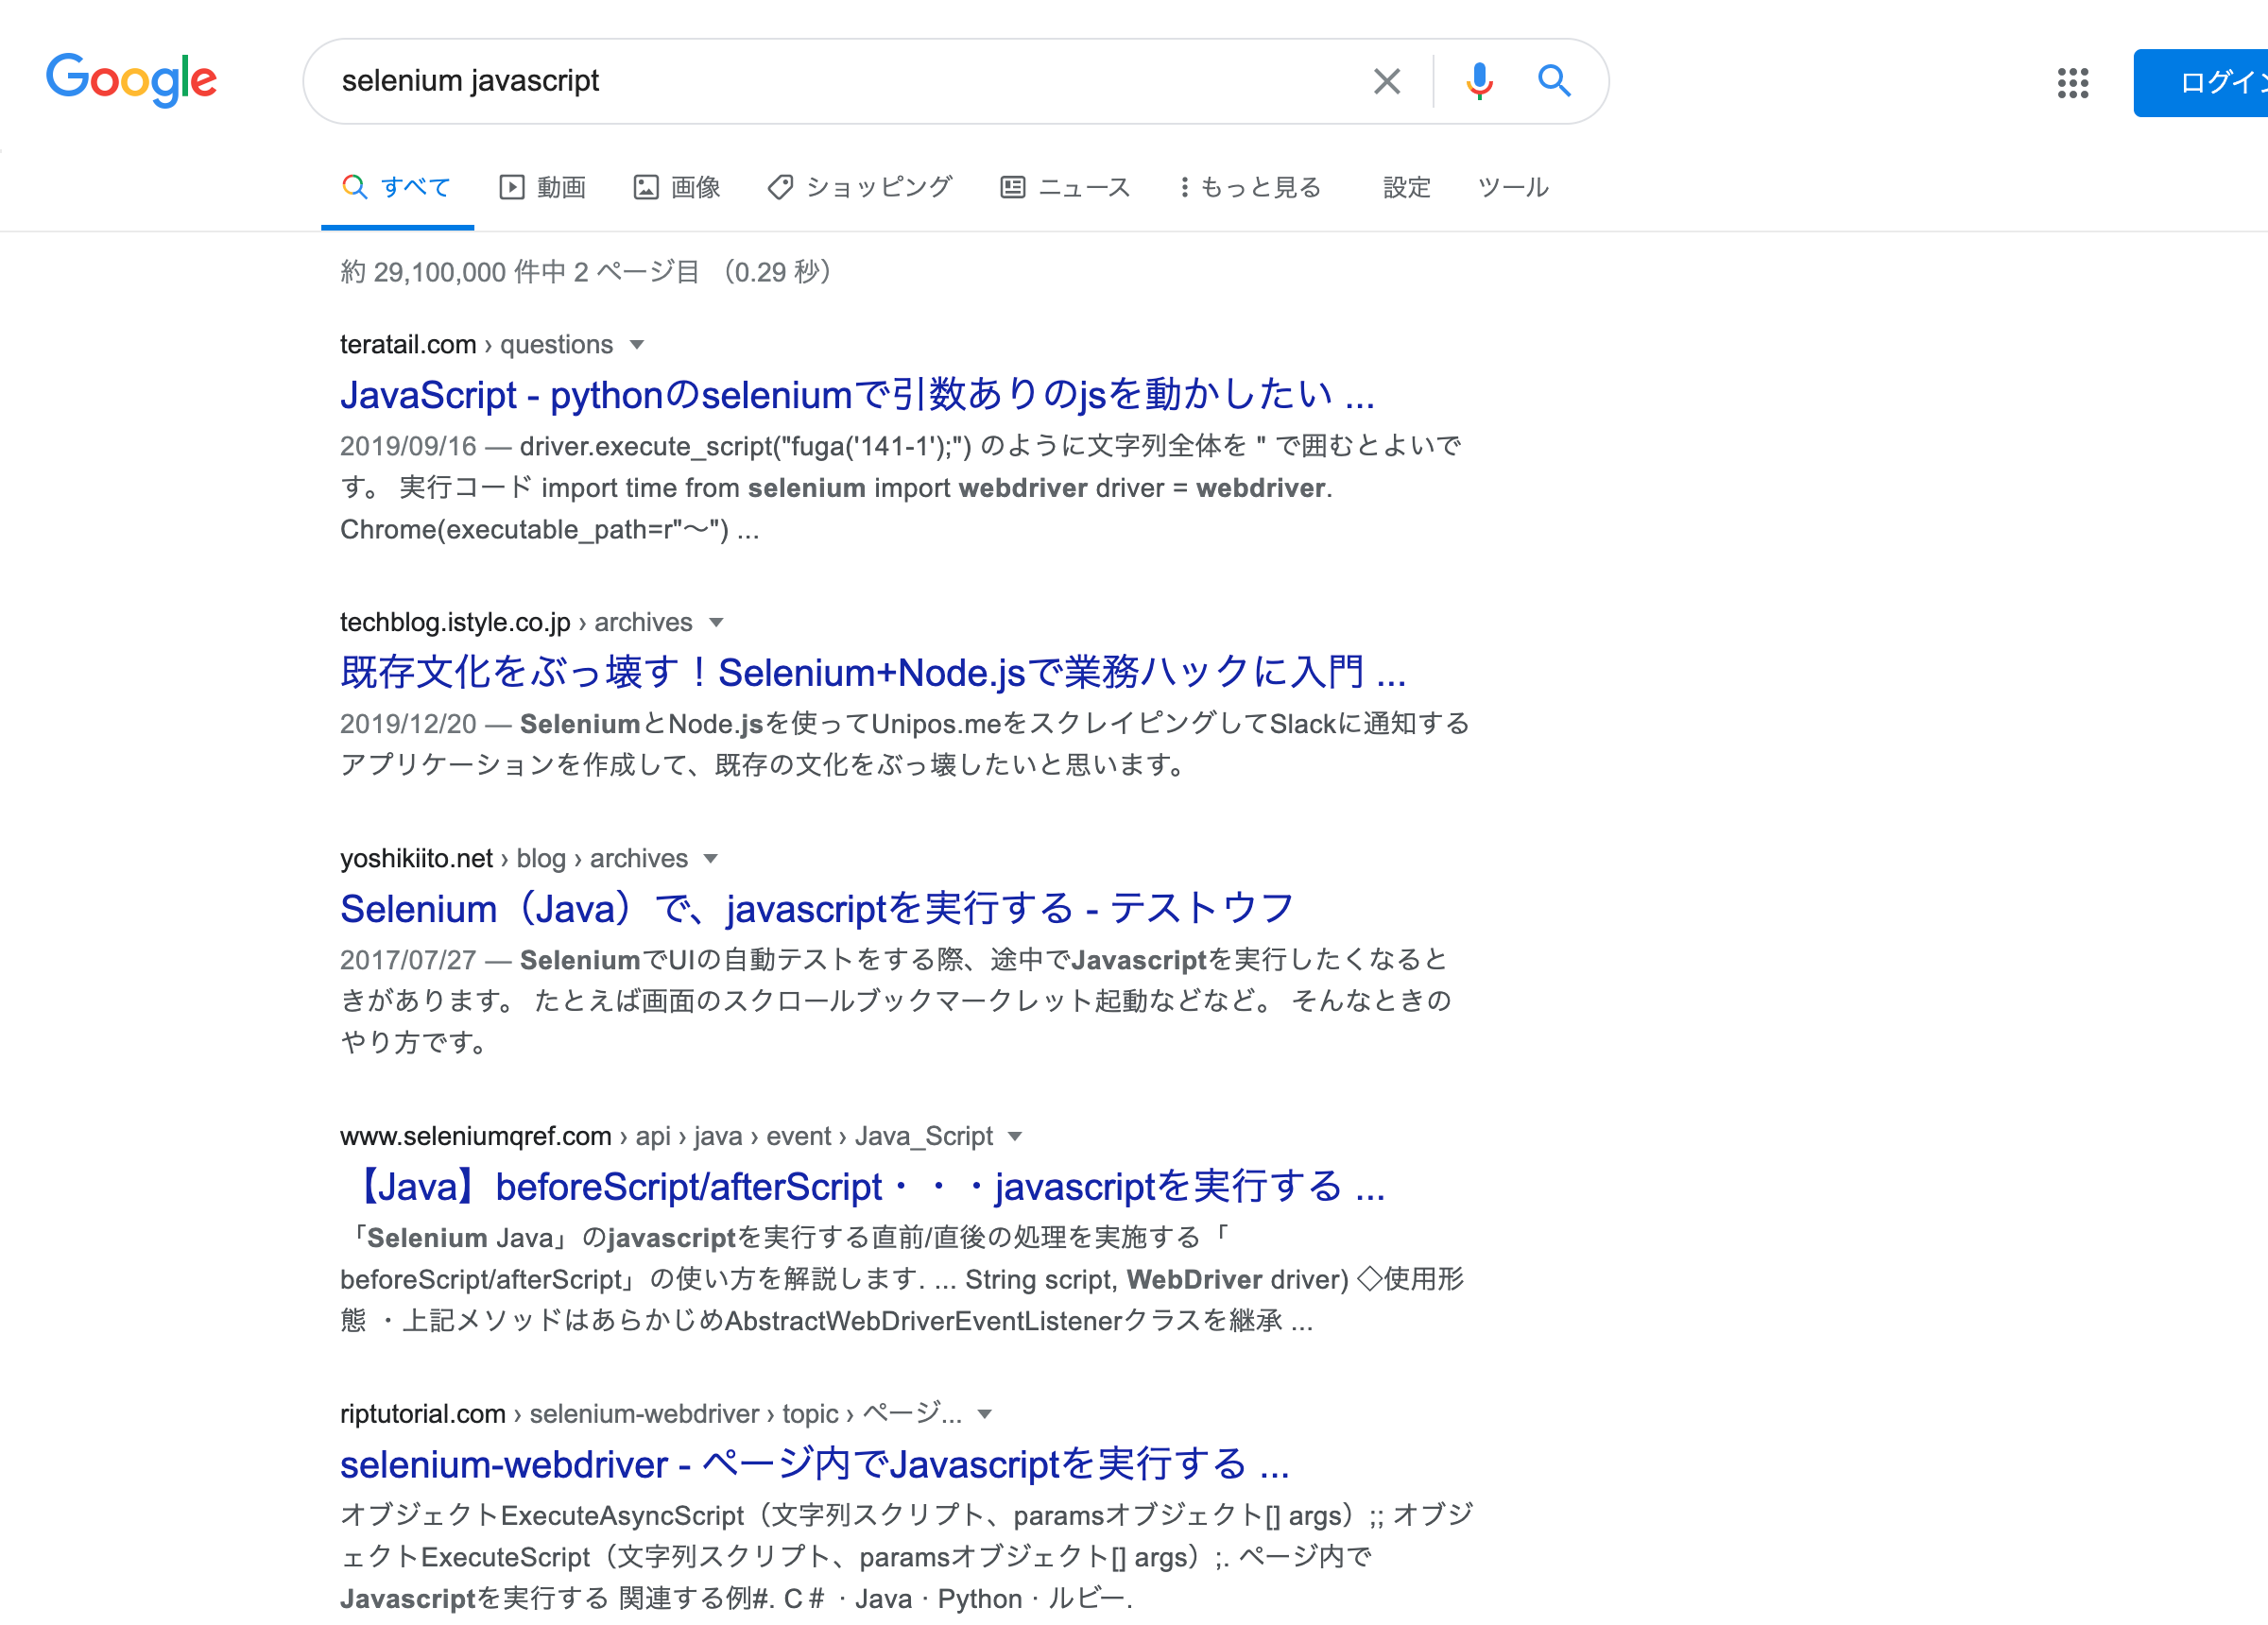 Google
selenium javascript
ログイン
すべて 動画 画像 ショッピング ニュース もっと見る 設定 ツール
約 29,100,000 件中 2 ページ目 （0.29 秒）
teratail.com › questions
JavaScript - pythonのseleniumで引数ありのjsを動かしたい ...
2019/09/16 — driver.execute_script("fuga('141-1');") のように文字列全体を " で囲むとよいで
す。 実行コード import time from selenium import webdriver driver = webdriver.
Chrome(executable_path=r"〜") ...
techblog.istyle.co.jp › archives
既存文化をぶっ壊す！Selenium+Node.jsで業務ハックに入門 ...
2019/12/20 — SeleniumとNode.jsを使ってUnipos.meをスクレイピングしてSlackに通知する
アプリケーションを作成して、既存の文化をぶっ壊したいと思います。
yoshikiito.net › blog › archives
Selenium（Java）で、javascriptを実行する - テストウフ
2017/07/27 — SeleniumでUIの自動テストをする際、途中でJavascriptを実行したくなると
きがあります。 たとえば画面のスクロールブックマークレット起動などなど。 そんなときの
やり方です。
www.seleniumqref.com › api › java › event › Java_Script
【Java】beforeScript/afterScript・・・javascriptを実行する ...
「Selenium Java」のjavascriptを実行する直前/直後の処理を実施する「
beforeScript/afterScript」の使い方を解説します. ... String script, WebDriver driver) ◇使用形
態 ・上記メソッドはあらかじめAbstractWebDriverEventListenerクラスを継承 ...
riptutorial.com › selenium-webdriver › topic › ページ...
selenium-webdriver - ページ内でJavascriptを実行する ...
オブジェクトExecuteAsyncScript（文字列スクリプト、paramsオブジェクト[] args）;; オブジ
ェクトExecuteScript（文字列スクリプト、paramsオブジェクト[] args）;. ページ内で
Javascriptを実行する 関連する例#. C＃ · Java · Python · ルビー.